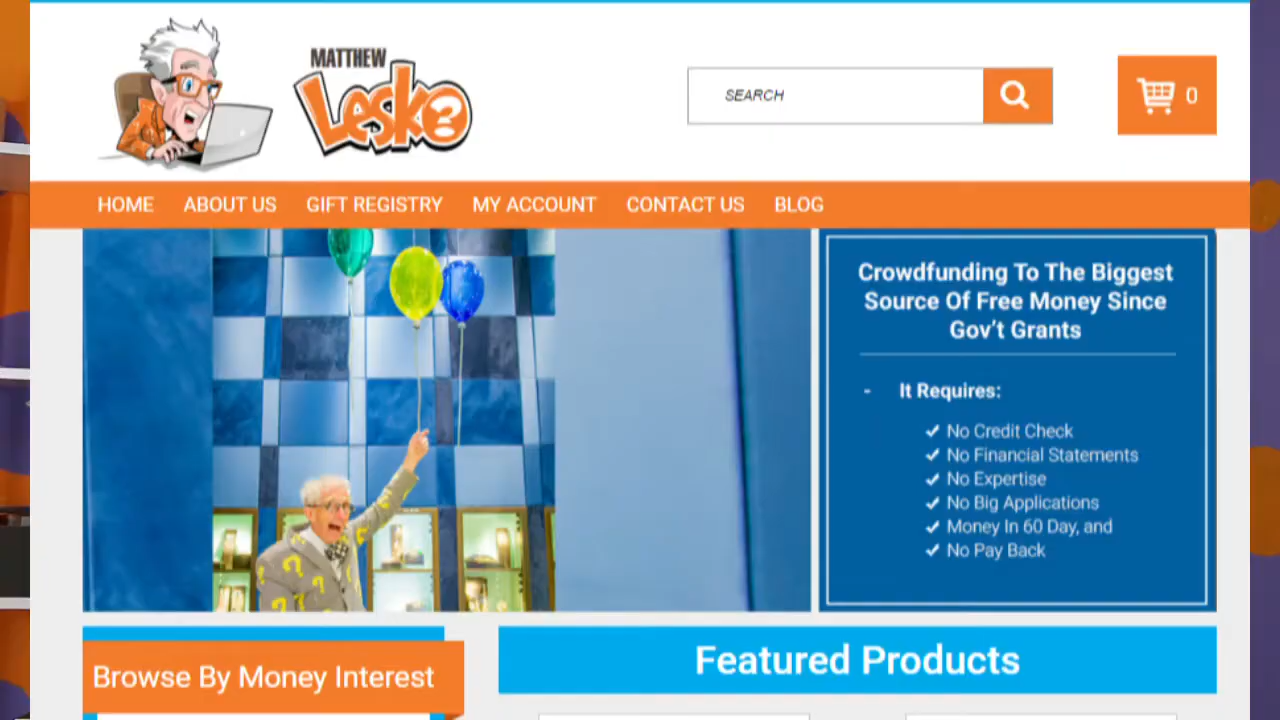 MATTHEW
Lesko
SEARCH
0
HOME ABOUT US GIFT REGISTRY MY ACCOUNT CONTACT US BLOG
Crowdfunding To The Biggest
Source Of Free Money Since
Gov't Grants
- It Requires:
No Credit Check
No Financial Statements
No Expertise
No Big Applications
Money In 60 Day, and
No Pay Back
Browse By Money Interest
Featured Products